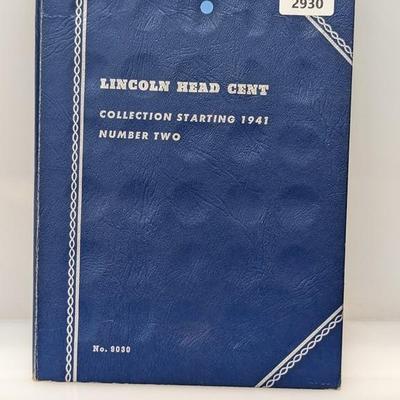 2930
LINCOLN HEAD CENT
COLLECTION STARTING 1941
NUMBER TWO
No. 9030